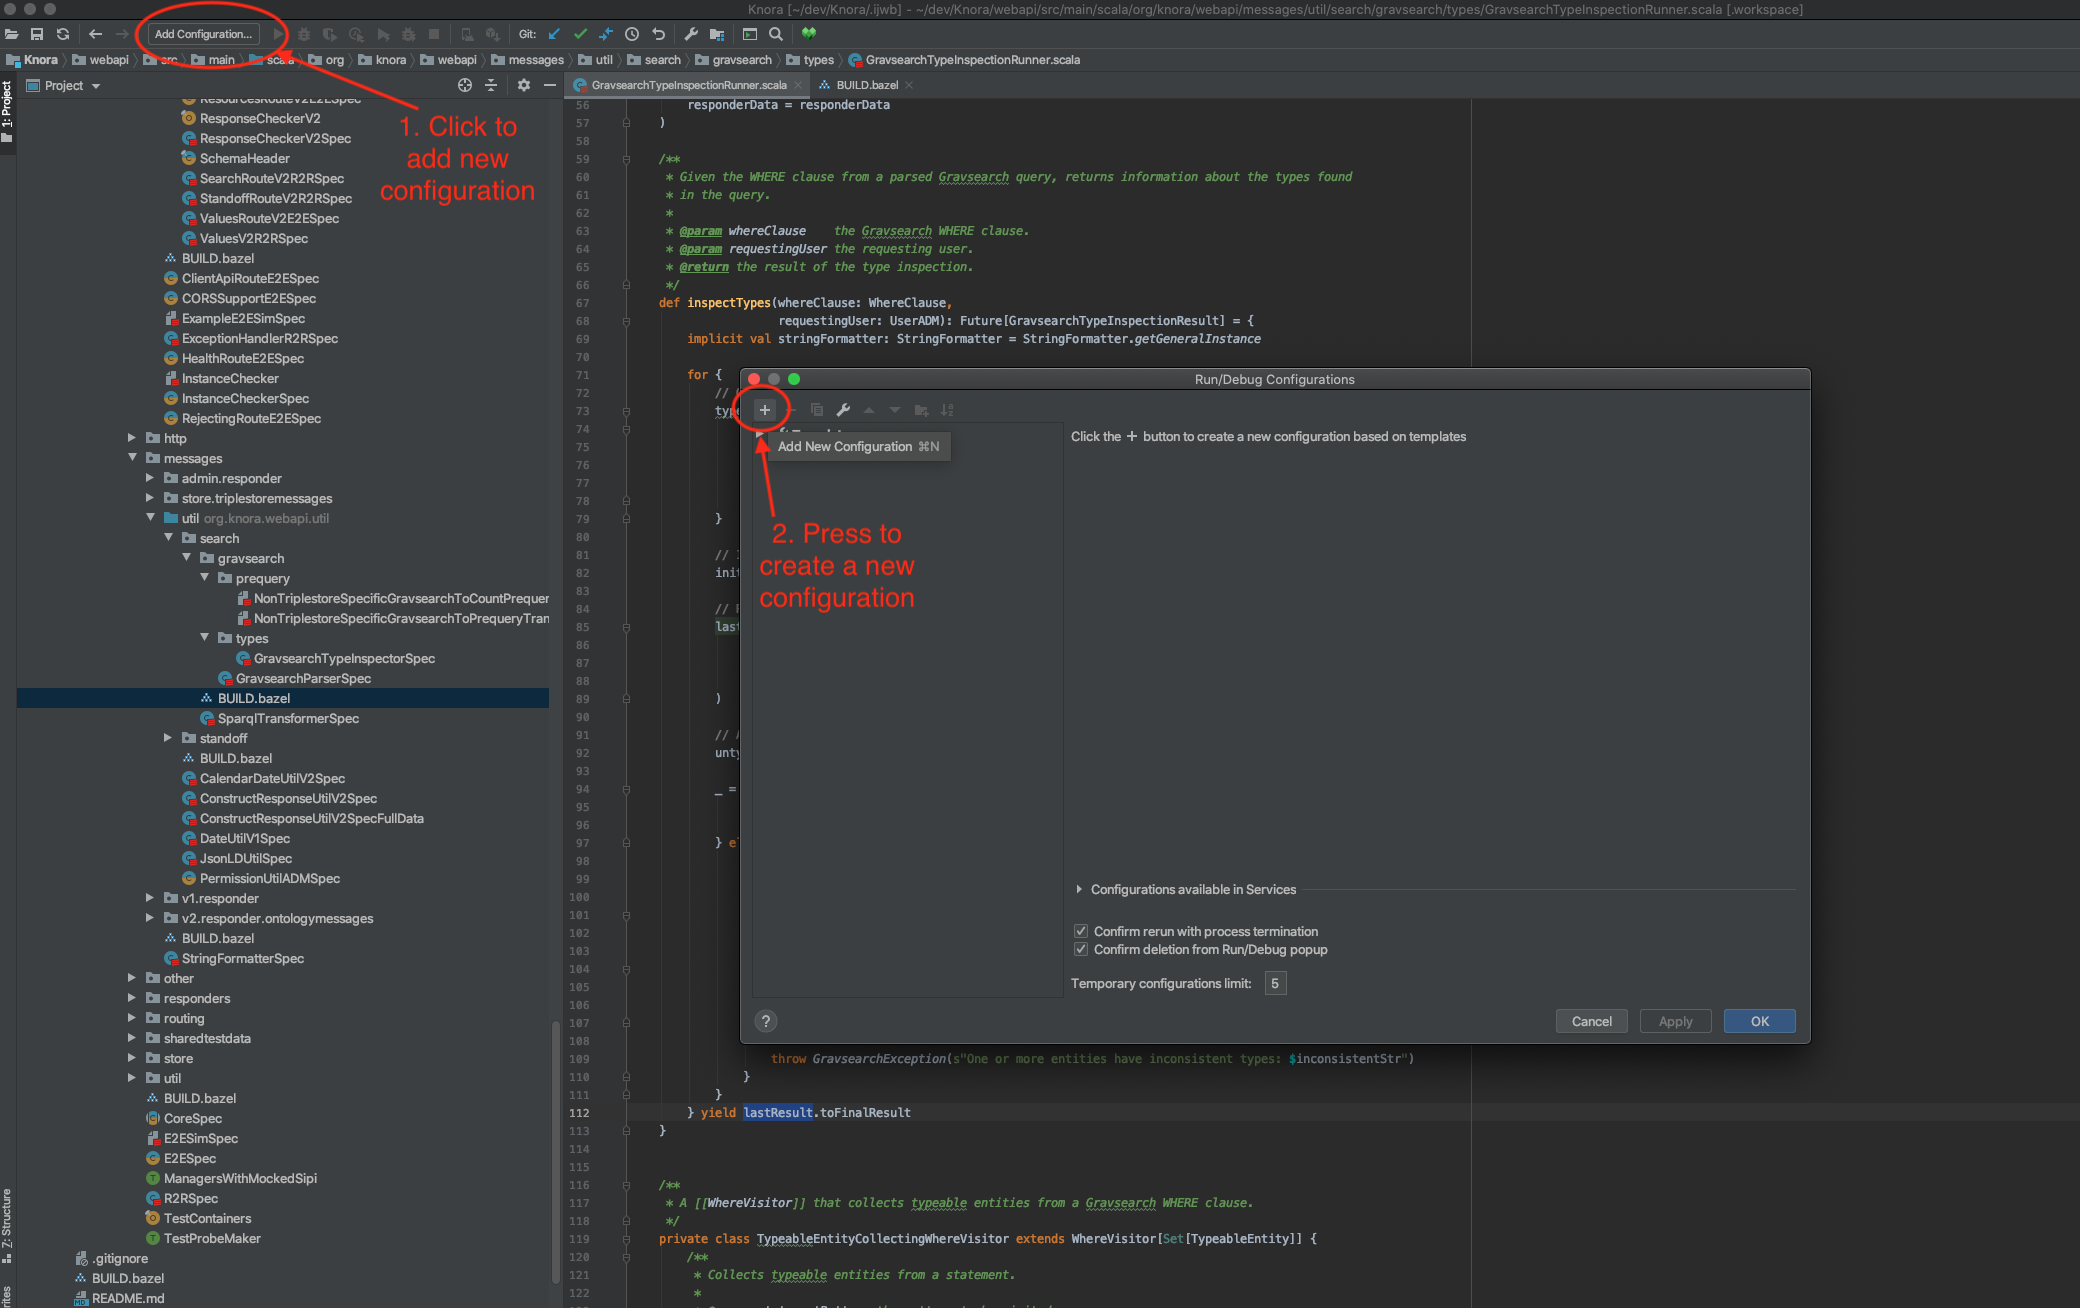 Knora [~/dev/Knora/.ijwb] - ~/dev/Knora/webapi/src/main/scala/org/knora/webapi/messages/util/search/gravsearch/types/GravsearchTypeInspectionRunner.scala [.workspace]
Add Configuration...
Git:
Knora
webapi
src
main
scala
org
knora
webapi
messages
util
search
gravsearch
types
GravsearchTypeInspectionRunner.scala
Project
GravsearchTypeInspectionRunner.scala
BUILD.bazel
1: Project
Z: Structure
ResourcesRouteV2E2ESpec
ResponseCheckerV2
ResponseCheckerV2Spec
SchemaHeader
SearchRouteV2R2RSpec
StandoffRouteV2R2RSpec
ValuesRouteV2E2ESpec
ValuesV2R2RSpec
BUILD.bazel
ClientApiRouteE2ESpec
CORSSupportE2ESpec
ExampleE2ESimSpec
ExceptionHandlerR2RSpec
HealthRouteE2ESpec
InstanceChecker
InstanceCheckerSpec
RejectingRouteE2ESpec
http
messages
admin.responder
store.triplestoremessages
util org.knora.webapi.util
search
gravsearch
prequery
NonTriplestoreSpecificGravsearchToCountPrequer
NonTriplestoreSpecificGravsearchToPrequeryTran
types
GravsearchTypeInspectorSpec
GravsearchParserSpec
BUILD.bazel
SparqlTransformerSpec
standoff
BUILD.bazel
CalendarDateUtilV2Spec
ConstructResponseUtilV2Spec
ConstructResponseUtilV2SpecFullData
DateUtilV1Spec
JsonLDUtilSpec
PermissionUtilADMSpec
v1.responder
v2.responder.ontologymessages
BUILD.bazel
StringFormatterSpec
other
responders
routing
sharedtestdata
store
util
BUILD.bazel
CoreSpec
E2ESimSpec
E2ESpec
ManagersWithMockedSipi
R2RSpec
TestContainers
TestProbeMaker
.gitignore
BUILD.bazel
README.md
1. Click to
add new
configuration
56 responderData = responderData
57 )
58
59 /**
60 * Given the WHERE clause from a parsed Gravsearch query, returns information about the types found
61 * in the query.
62 *
63 * @param whereClause    the Gravsearch WHERE clause.
64 * @param requestingUser the requesting user.
65 * @return the result of the type inspection.
66 */
67 def inspectTypes(whereClause: WhereClause,
68 requestingUser: UserADM): Future[GravsearchTypeInspectionResult] = {
69 implicit val stringFormatter: StringFormatter = StringFormatter.getGeneralInstance
70
71 for {
72 //
73 type
74
75
76
77
78
79 }
80
81 //
82 init
83
84 //
85 last
86
87
88
89 )
90
91 //
92 unty
93
94 _ =
95
96
97 } e
98
99
100
101
102
103
104
105
106
107
108
109 throw GravsearchException(s"One or more entities have inconsistent types: $inconsistentStr")
110 }
111 }
112 } yield lastResult.toFinalResult
113 }
114
115
116 /**
117 * A [[WhereVisitor]] that collects typeable entities from a Gravsearch WHERE clause.
118 */
119 private class TypeableEntityCollectingWhereVisitor extends WhereVisitor[Set[TypeableEntity]] {
120 /**
121 * Collects typeable entities from a statement.
122 *
Run/Debug Configurations
Add New Configuration ⌘N
Click the + button to create a new configuration based on templates
2. Press to
create a new
configuration
Configurations available in Services
Confirm rerun with process termination
Confirm deletion from Run/Debug popup
Temporary configurations limit: 5
?
Cancel
Apply
OK